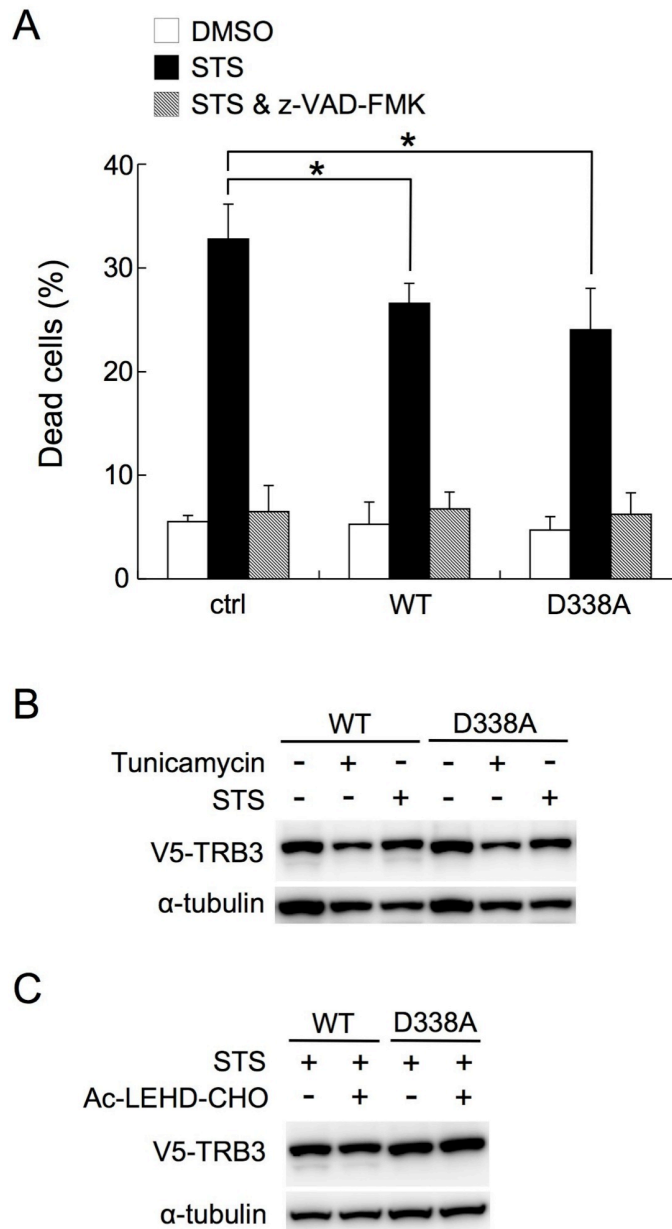 A
DMSO
STS
STS & z-VAD-FMK
*
*
40
30
20
10
0
Dead cells (%)
ctrl WT D338A
B
WT D338A
Tunicamycin - + - - + -
STS - - + - - +
V5-TRB3
α-tubulin
C
WT D338A
STS + + + +
Ac-LEHD-CHO - + - +
V5-TRB3
α-tubulin